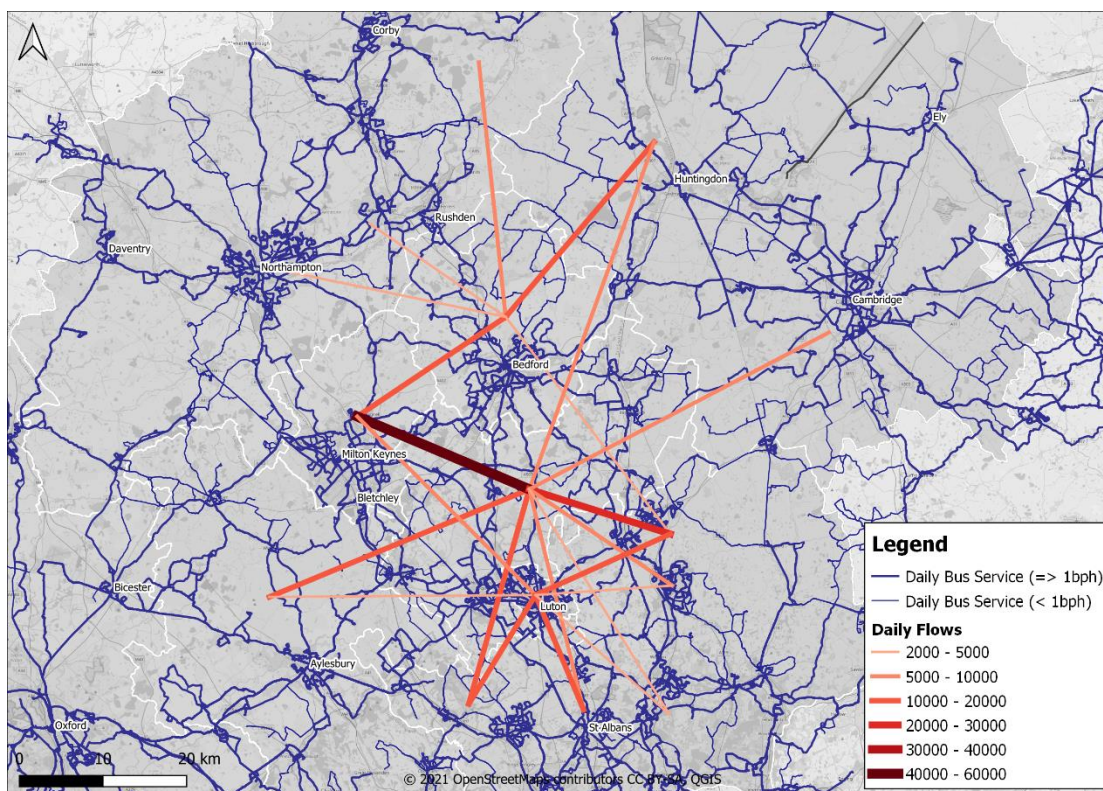 Corby
Ely
Huntingdon
Rushden
Daventry
Northampton
Cambridge
Bedford
Milton Keynes
Bletchley
Bicester
Luton
Aylesbury
St Albans
Oxford
Legend
Daily Bus Service (=> 1bph)
Daily Bus Service (< 1bph)
Daily Flows
2000 - 5000
5000 - 10000
10000 - 20000
20000 - 30000
30000 - 40000
40000 - 60000
0 10 20 km
© 2021 OpenStreetMaps contributors CC BY-SA, QGIS